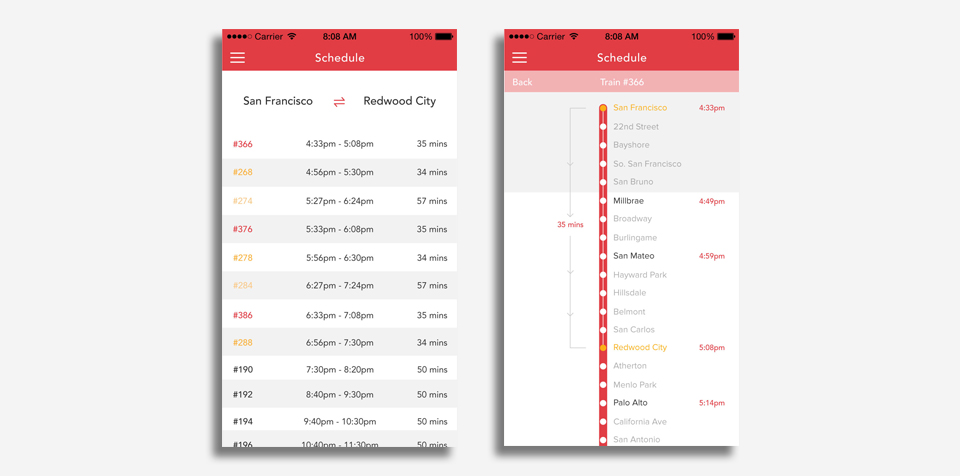 Carrier 8:08 AM 100%
Schedule
San Francisco Redwood City
#366 4:33pm - 5:08pm 35 mins
#268 4:56pm - 5:30pm 34 mins
#274 5:27pm - 6:24pm 57 mins
#376 5:33pm - 6:08pm 35 mins
#278 5:56pm - 6:30pm 34 mins
#284 6:27pm - 7:24pm 57 mins
#386 6:33pm - 7:08pm 35 mins
#288 6:56pm - 7:30pm 34 mins
#190 7:30pm - 8:20pm 50 mins
#192 8:40pm - 9:30pm 50 mins
#194 9:40pm - 10:30pm 50 mins
#196 10:40pm - 11:30pm 50 mins
Carrier 8:08 AM 100%
Schedule
Back Train #366
San Francisco 4:33pm
22nd Street
Bayshore
So. San Francisco
San Bruno
Millbrae 4:49pm
Broadway
35 mins
Burlingame
San Mateo 4:59pm
Hayward Park
Hillsdale
Belmont
San Carlos
Redwood City 5:08pm
Atherton
Menlo Park
Palo Alto 5:14pm
California Ave
San Antonio